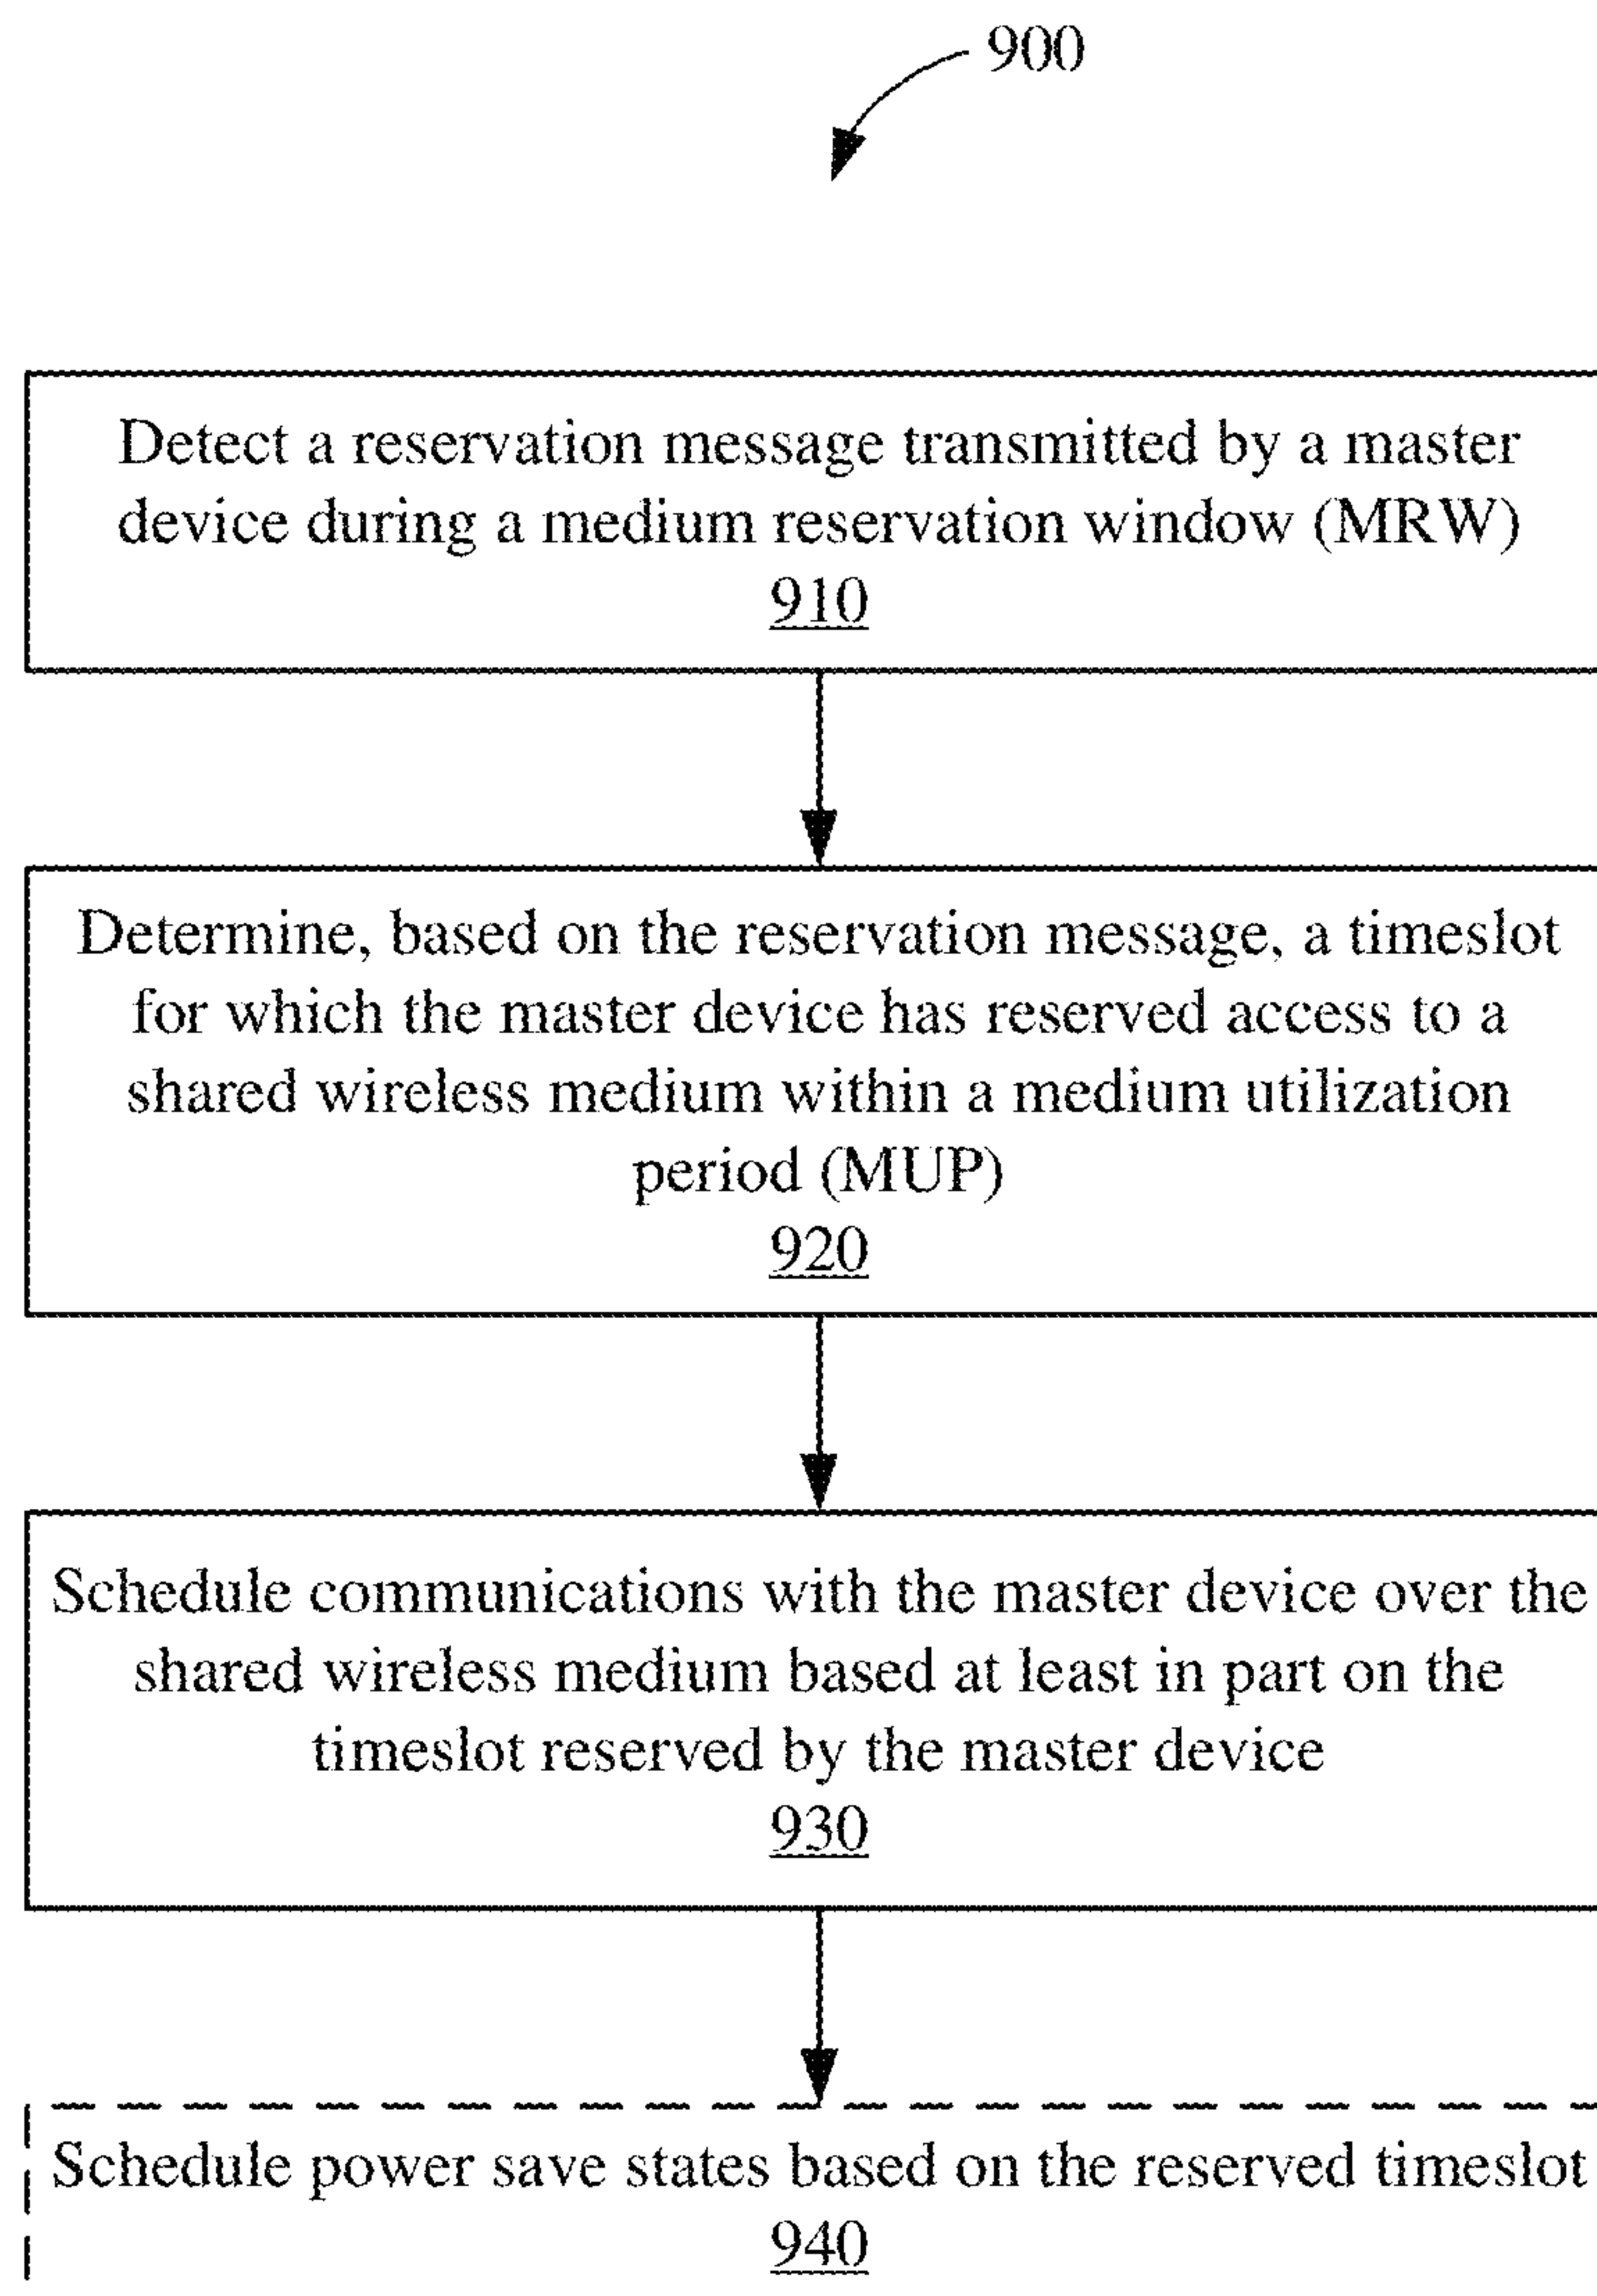 900
Detect a reservation message transmitted by a master
device during a medium reservation window (MRW)
910
Determine, based on the reservation message, a timeslot
for which the master device has reserved access to a
shared wireless medium within a medium utilization
period (MUP)
920
Schedule communications with the master device over the
shared wireless medium based at least in part on the
timeslot reserved by the master device
930
Schedule power save states based on the reserved timeslot
940